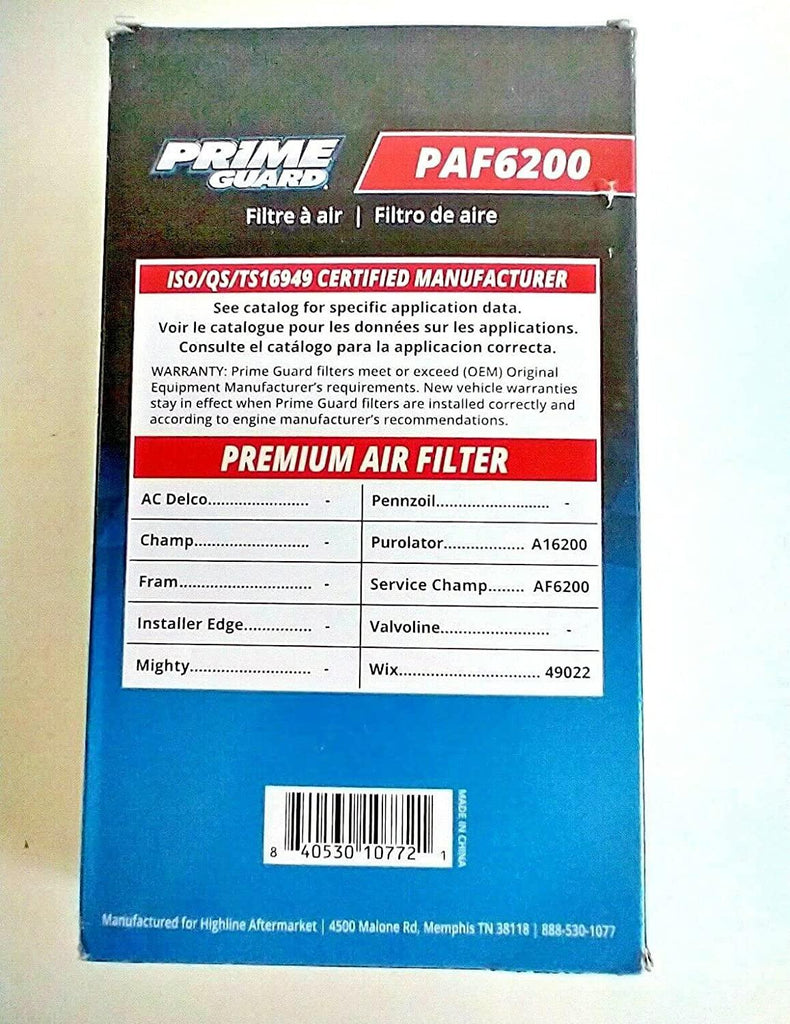 PRIME
GUARD®
PAF6200
Filtre à air | Filtro de aire
ISO/QS/TS16949 CERTIFIED MANUFACTURER
See catalog for specific application data.
Voir le catalogue pour les données sur les applications.
Consulte el catálogo para la applicacion correcta.
WARRANTY: Prime Guard filters meet or exceed (OEM) Original
Equipment Manufacturer's requirements. New vehicle warranties
stay in effect when Prime Guard filters are installed correctly and
according to engine manufacturer's recommendations.
PREMIUM AIR FILTER
AC Delco....................... -
Champ.......................... -
Fram.............................. -
Installer Edge............... -
Mighty........................... -
Pennzoil.......................... -
Purolator.................. A16200
Service Champ........ AF6200
Valvoline......................... -
Wix................................ 49022
8 40530 10772 1
MADE IN CHINA
Manufactured for Highline Aftermarket | 4500 Malone Rd, Memphis TN 38118 | 888-530-1077